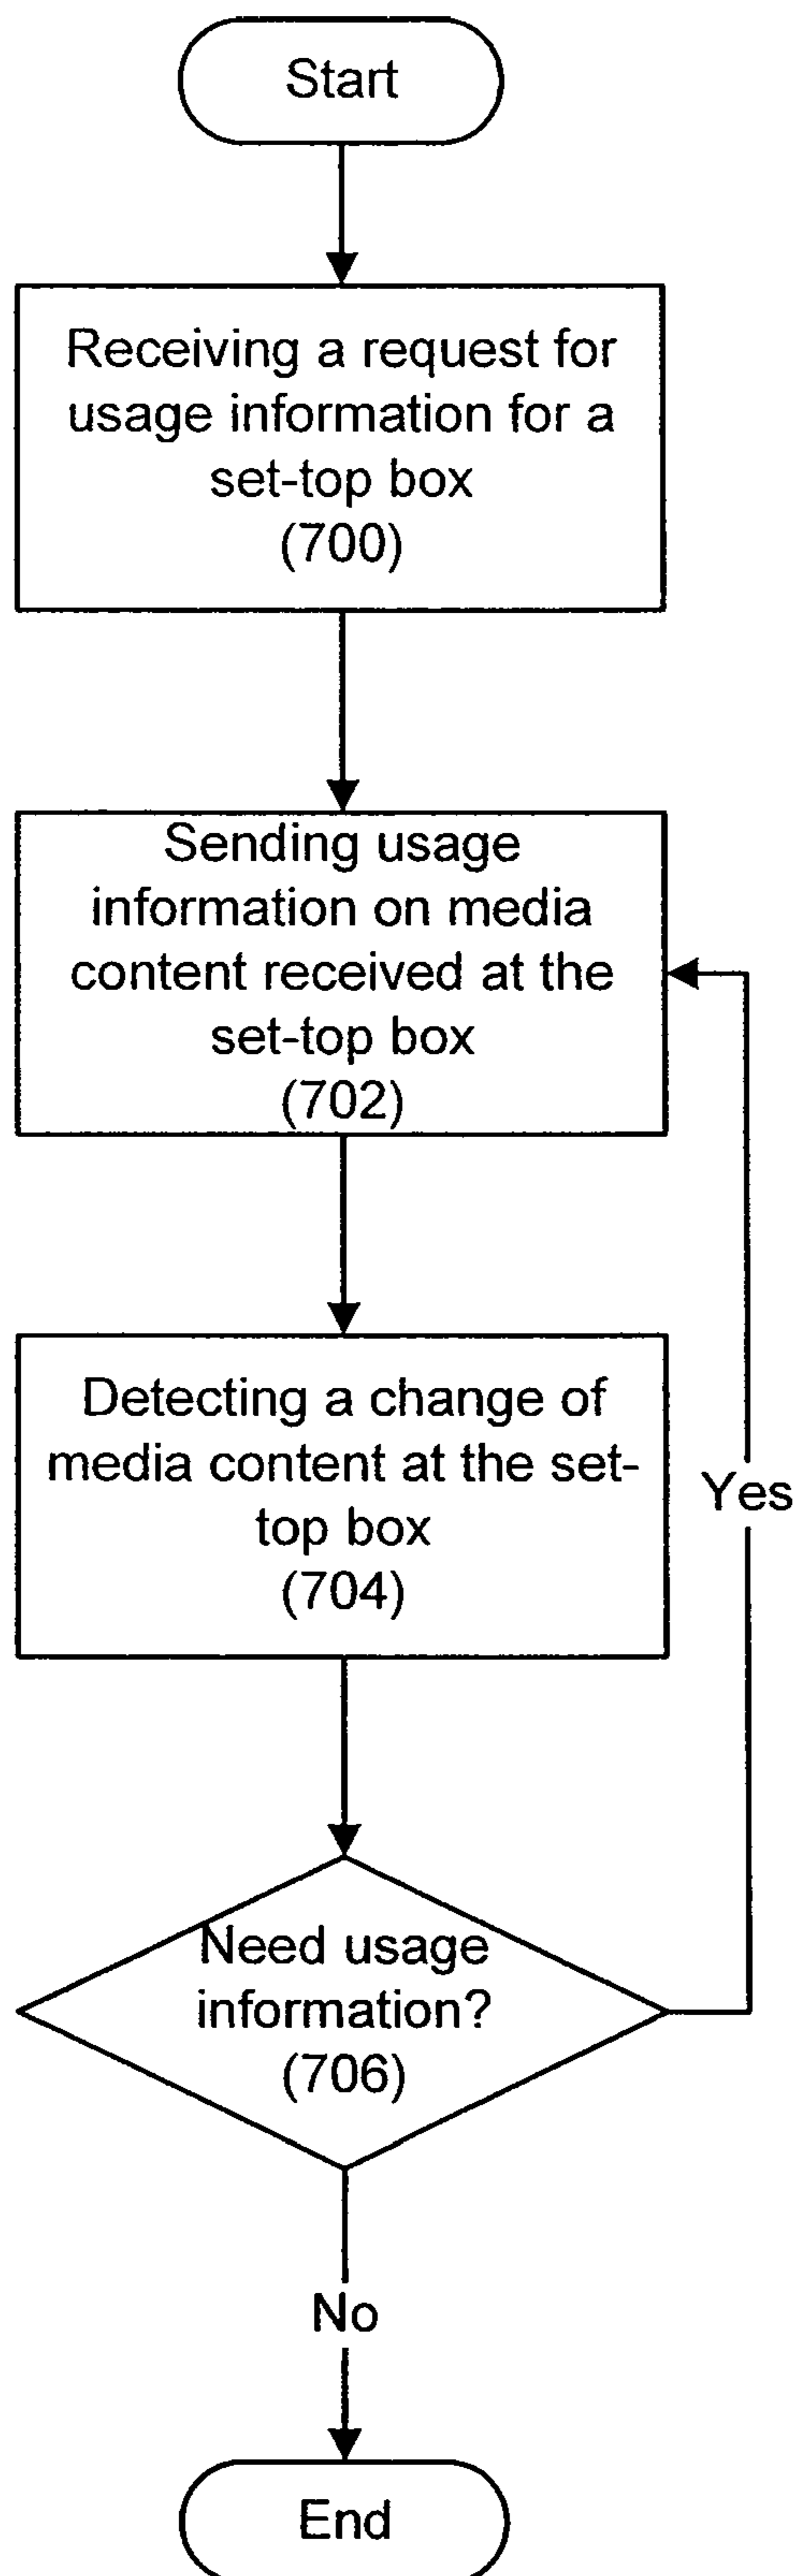 Start
Receiving a request for
usage information for a
set-top box
(700)
Sending usage
information on media
content received at the
set-top box
(702)
Detecting a change of
media content at the set-
top box
(704)
Yes
Need usage
information?
(706)
No
End